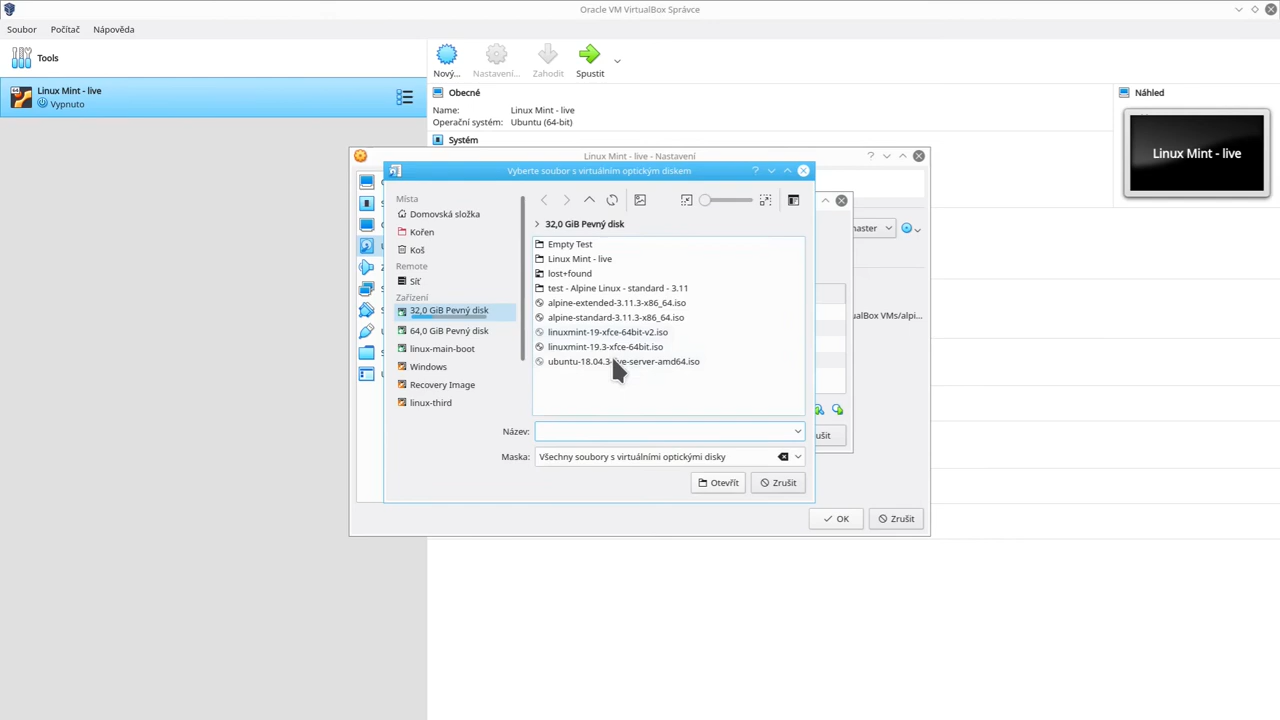 Oracle VM VirtualBox Správce
Soubor Počítač Nápověda
Tools
Nový... Nastavení... Zahodit Spustit
Linux Mint - live
Vypnuto
Obecné
Name: Linux Mint - live
Operační systém: Ubuntu (64-bit)
Systém
Náhled
Linux Mint - live
Linux Mint - live - Nastavení
Vyberte soubor s virtuálním optickým diskem
Místa
Domovská složka
Kořen
Koš
Remote
Síť
Zařízení
32,0 GiB Pevný disk
64,0 GiB Pevný disk
linux-main-boot
Windows
Recovery Image
linux-third
32,0 GiB Pevný disk
Empty Test
Linux Mint - live
lost+found
test - Alpine Linux - standard - 3.11
alpine-extended-3.11.3-x86_64.iso
alpine-standard-3.11.3-x86_64.iso
linuxmint-19-xfce-64bit-v2.iso
linuxmint-19.3-xfce-64bit.iso
ubuntu-18.04.3-live-server-amd64.iso
Název:
Maska: Všechny soubory s virtuálními optickými disky
Otevřít Zrušit
aster
alBox VMs/alpi...
ušit
OK Zrušit